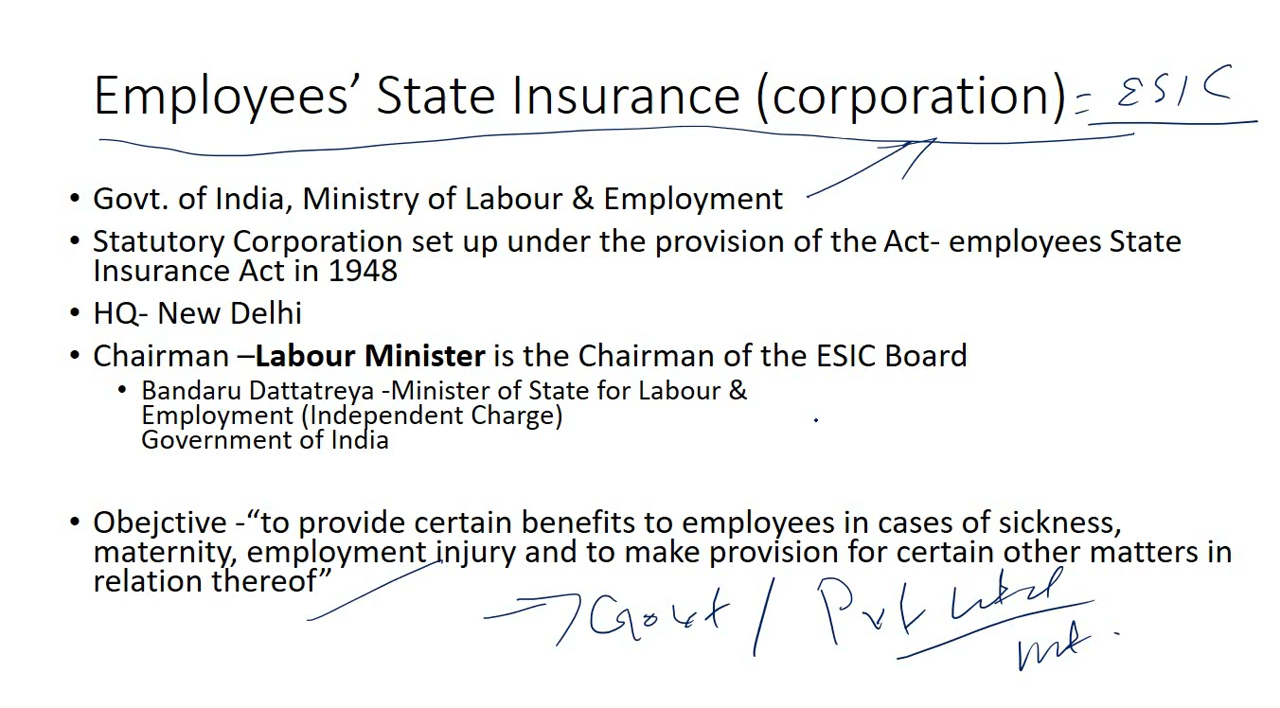 Employees’ State Insurance (corporation) = ESIC
• Govt. of India, Ministry of Labour & Employment
• Statutory Corporation set up under the provision of the Act- employees State
Insurance Act in 1948
• HQ- New Delhi
• Chairman –Labour Minister is the Chairman of the ESIC Board
• Bandaru Dattatreya -Minister of State for Labour &
Employment (Independent Charge)
Government of India
• Obejctive -“to provide certain benefits to employees in cases of sickness,
maternity, employment injury and to make provision for certain other matters in
relation thereof”
→ Govt / Pvt